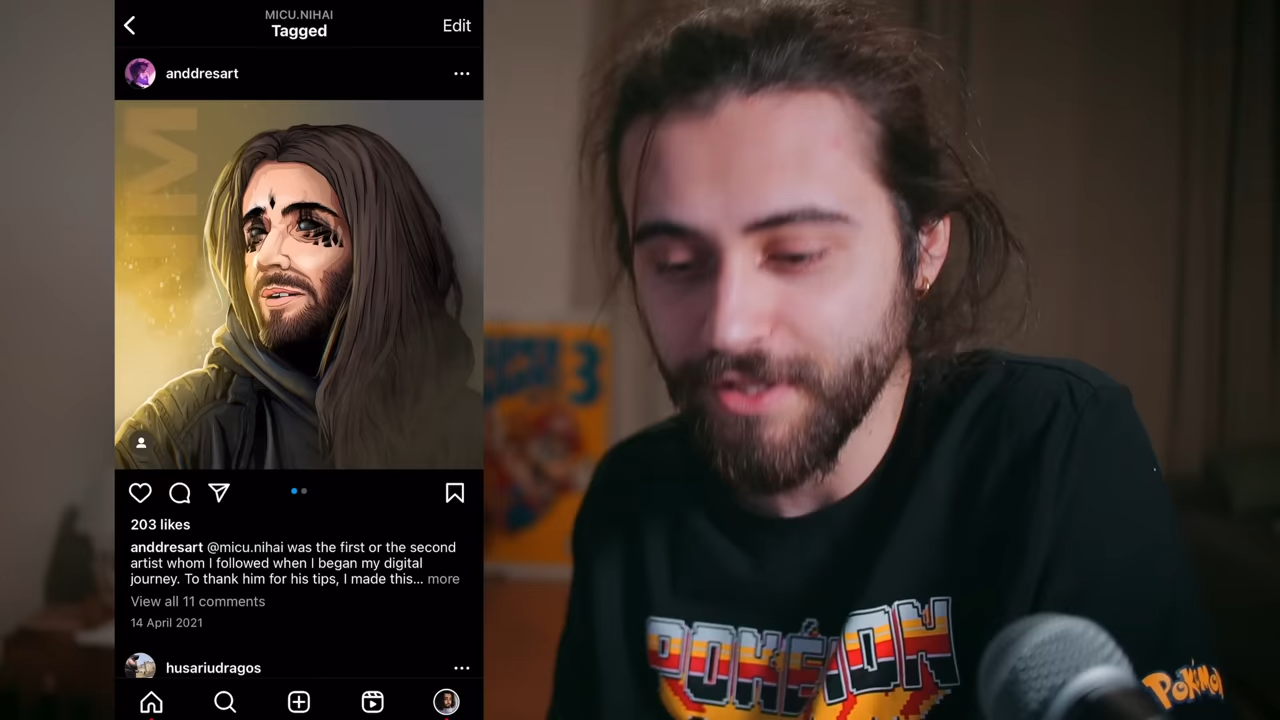 MICU.NIHAI
Tagged
Edit
anddresart
203 likes
anddresart @micu.nihai was the first or the second
artist whom I followed when I began my digital
journey. To thank him for his tips, I made this... more
View all 11 comments
14 April 2021
husariudragos
3
POKÉMON
POKéMON